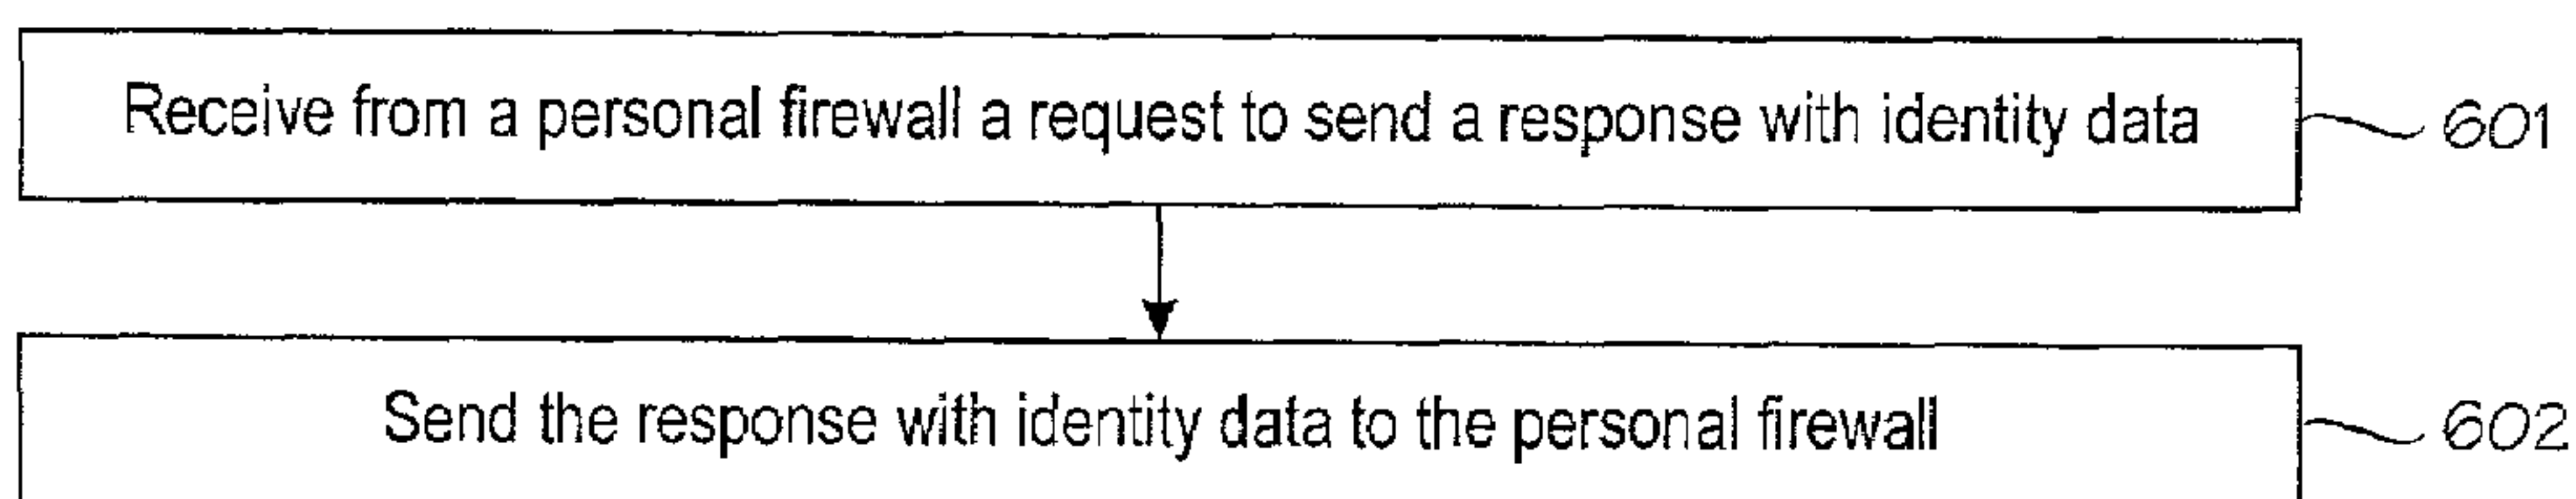 Receive from a personal firewall a request to send a response with identity data 601
Send the response with identity data to the personal firewall 602